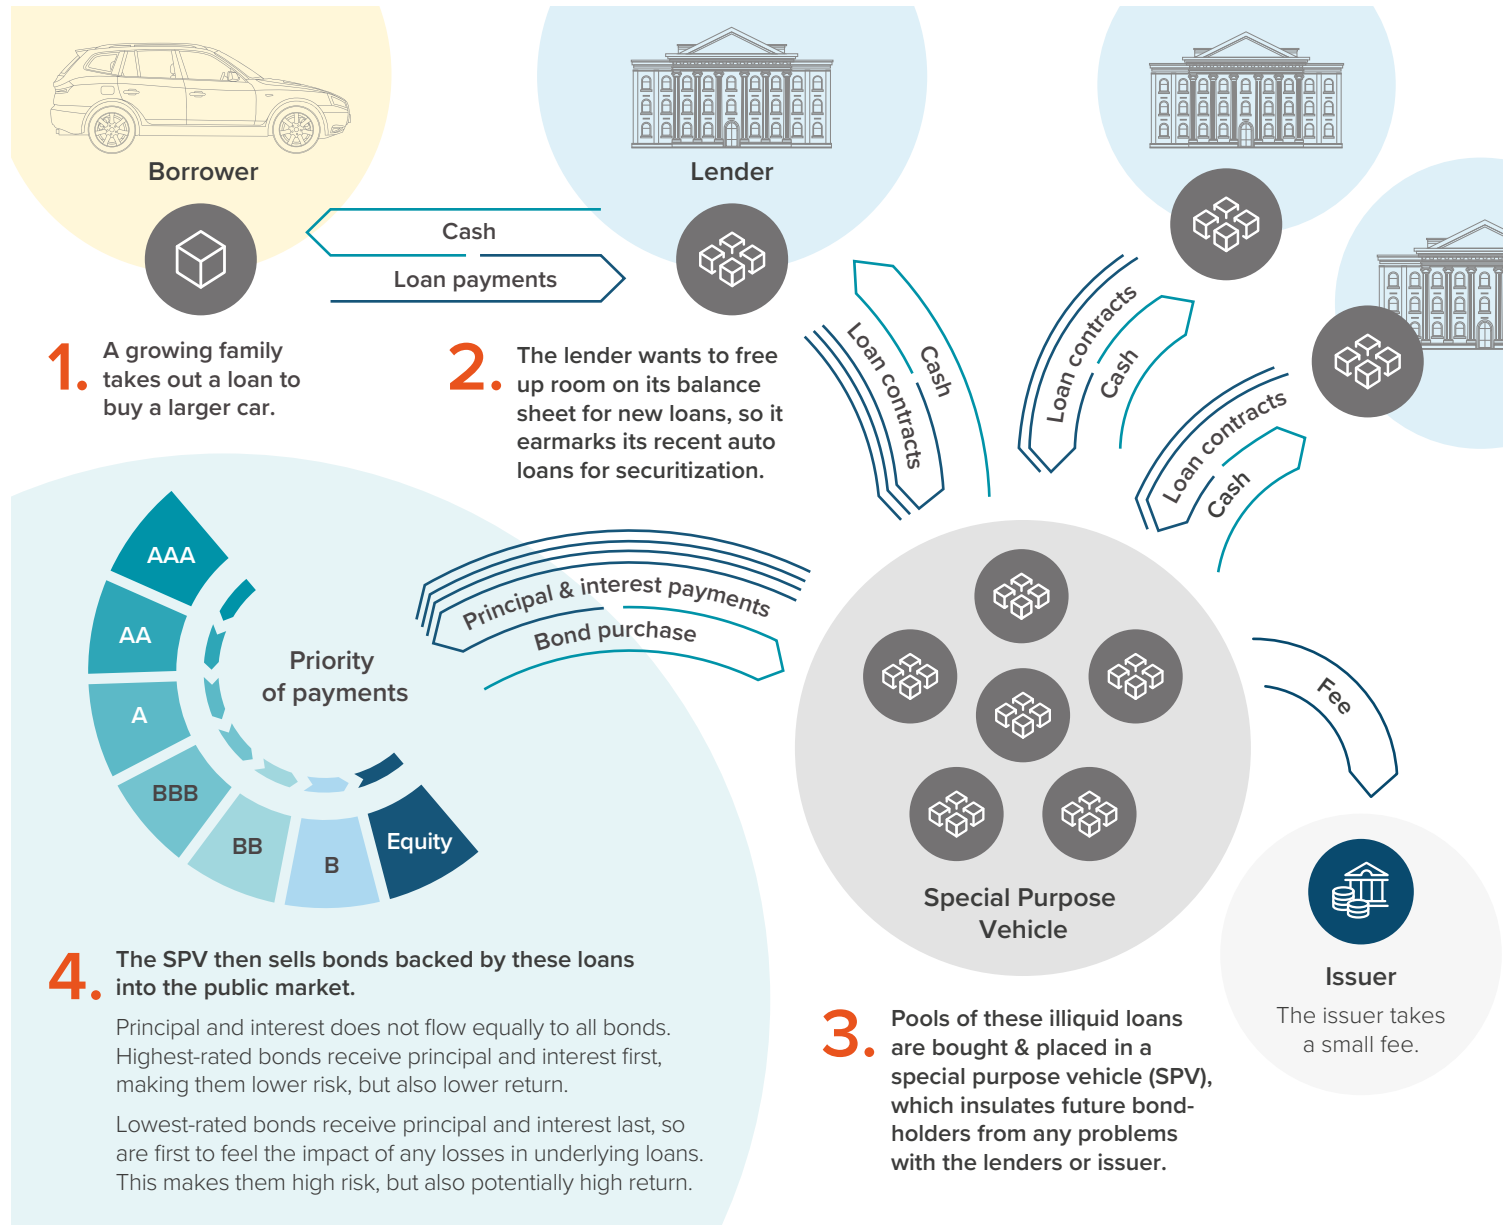 Borrower
Lender
Cash
Loan payments
1.
A growing family
takes out a loan to
buy a larger car.
2.
The lender wants to free
up room on its balance
sheet for new loans, so it
earmarks its recent auto
loans for securitization.
Loan contracts
Cash
Loan contracts
Cash
Loan contracts
Cash
AAA
AA
A
BBB
BB
B
Equity
Priority
of payments
Principal & interest payments
Bond purchase
Fee
Special Purpose
Vehicle
Issuer
The issuer takes
a small fee.
3.
Pools of these illiquid loans
are bought & placed in a
special purpose vehicle (SPV),
which insulates future bond-
holders from any problems
with the lenders or issuer.
4.
The SPV then sells bonds backed by these loans
into the public market.
Principal and interest does not flow equally to all bonds.
Highest-rated bonds receive principal and interest first,
making them lower risk, but also lower return.
Lowest-rated bonds receive principal and interest last, so
are first to feel the impact of any losses in underlying loans.
This makes them high risk, but also potentially high return.